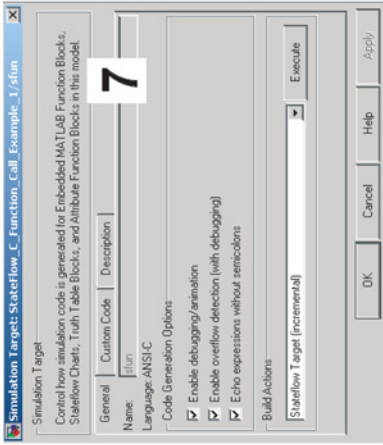 Simulation Target: StateFlow_C_Function_Call_Example_1/sfun
Simulation Target
Control how simulation code is generated for Embedded MATLAB Function Blocks,
Stateflow Charts, Truth Table Blocks, and Attribute Function Blocks in this model.
General
Custom Code
Description
7
Name:
sfun
Language: ANSI-C
Code Generation Options
Enable debugging/animation
Enable overflow detection (with debugging)
Echo expressions without semicolons
Build Actions
Stateflow Target (incremental)
Execute
OK
Cancel
Help
Apply